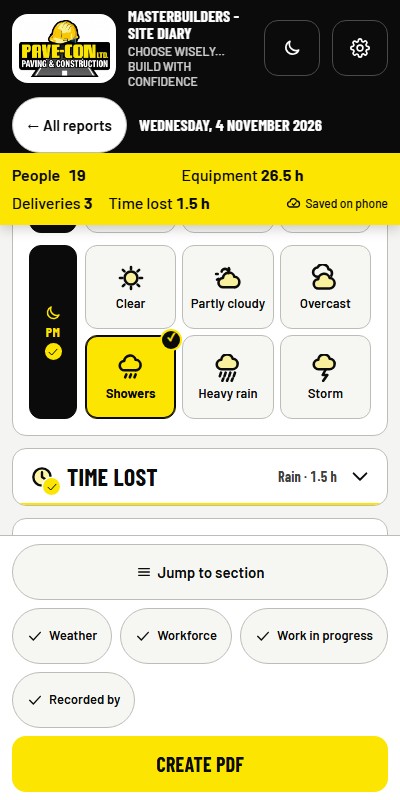 PAVE-CON LTD.
PAVING & CONSTRUCTION
MASTERBUILDERS -
SITE DIARY
CHOOSE WISELY...
BUILD WITH
CONFIDENCE
← All reports
WEDNESDAY, 4 NOVEMBER 2026
People 19
Equipment 26.5 h
Deliveries 3
Time lost 1.5 h
Saved on phone
PM
Clear
Partly cloudy
Overcast
Showers
Heavy rain
Storm
TIME LOST
Rain · 1.5 h
Jump to section
Weather
Workforce
Work in progress
Recorded by
CREATE PDF